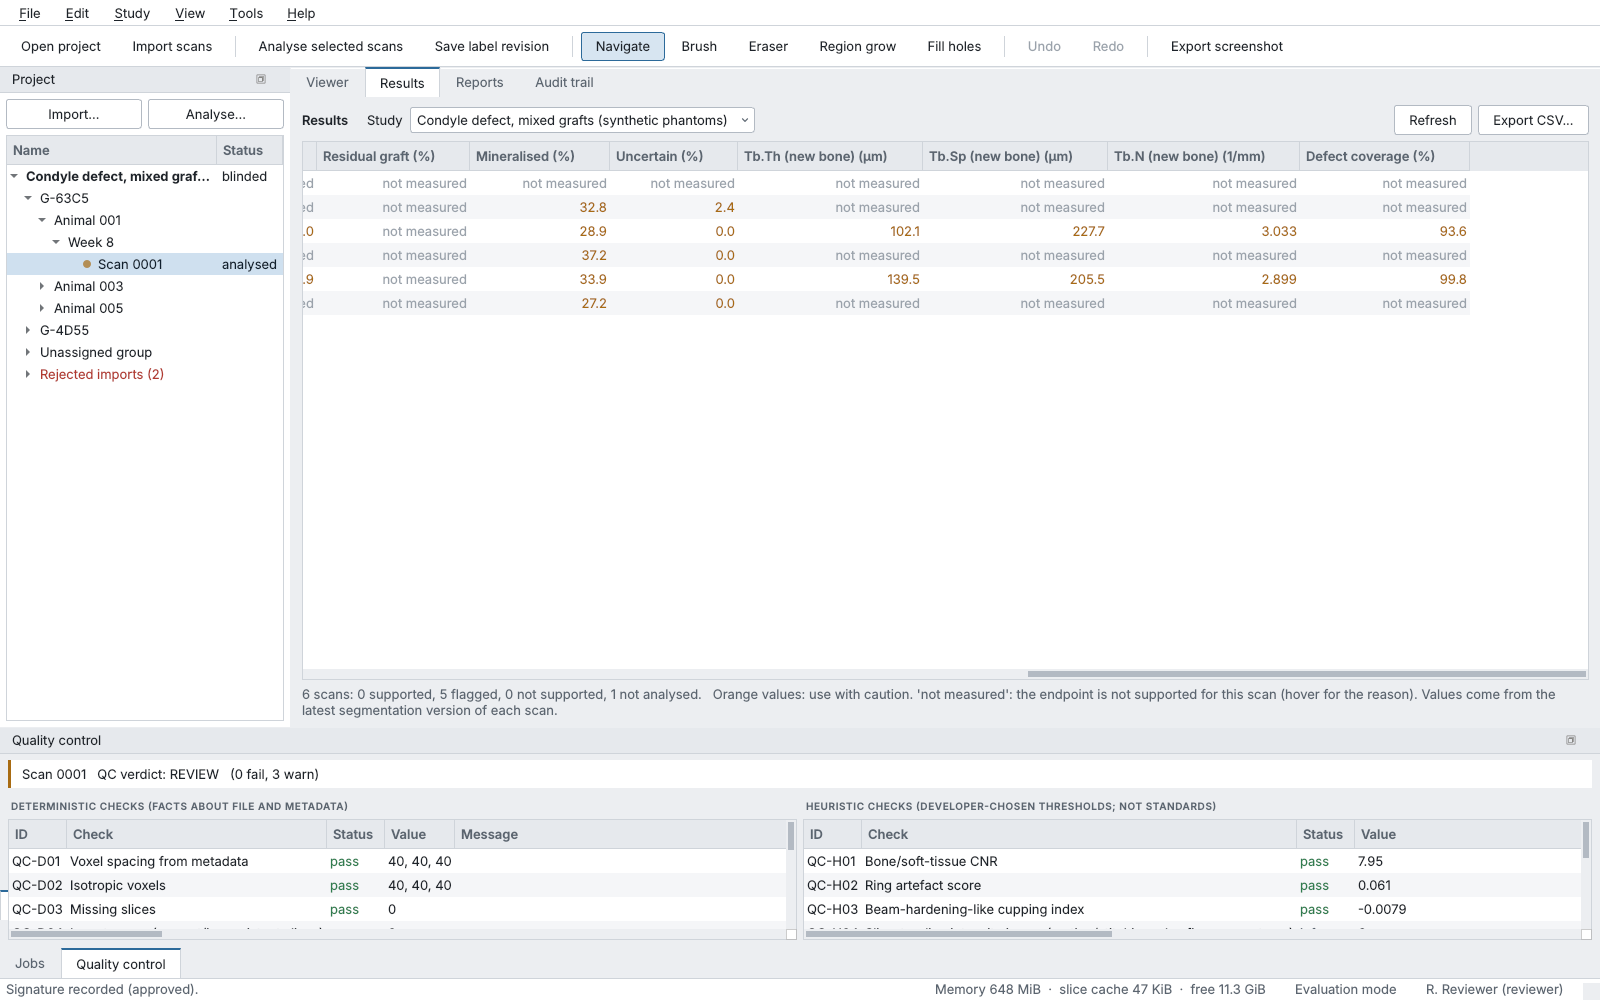 File Edit Study View Tools Help
Open project Import scans Analyse selected scans Save label revision Navigate Brush Eraser Region grow Fill holes Undo Redo Export screenshot
Project
Import... Analyse...
Name Status
Condyle defect, mixed graf... blinded
G-63C5
Animal 001
Week 8
Scan 0001 analysed
Animal 003
Animal 005
G-4D55
Unassigned group
Rejected imports (2)
Viewer Results Reports Audit trail
Results Study Condyle defect, mixed grafts (synthetic phantoms) Refresh Export CSV...
Residual graft (%) Mineralised (%) Uncertain (%) Tb.Th (new bone) (µm) Tb.Sp (new bone) (µm) Tb.N (new bone) (1/mm) Defect coverage (%)
ed not measured not measured not measured not measured not measured not measured not measured
ed not measured 32.8 2.4 not measured not measured not measured not measured
.0 not measured 28.9 0.0 102.1 227.7 3.033 93.6
ed not measured 37.2 0.0 not measured not measured not measured not measured
.9 not measured 33.9 0.0 139.5 205.5 2.899 99.8
ed not measured 27.2 0.0 not measured not measured not measured not measured
6 scans: 0 supported, 5 flagged, 0 not supported, 1 not analysed. Orange values: use with caution. 'not measured': the endpoint is not supported for this scan (hover for the reason). Values come from the
latest segmentation version of each scan.
Quality control
Scan 0001 QC verdict: REVIEW (0 fail, 3 warn)
DETERMINISTIC CHECKS (FACTS ABOUT FILE AND METADATA)
ID Check Status Value Message
QC-D01 Voxel spacing from metadata pass 40, 40, 40
QC-D02 Isotropic voxels pass 40, 40, 40
QC-D03 Missing slices pass 0
HEURISTIC CHECKS (DEVELOPER-CHOSEN THRESHOLDS; NOT STANDARDS)
ID Check Status Value
QC-H01 Bone/soft-tissue CNR pass 7.95
QC-H02 Ring artefact score pass 0.061
QC-H03 Beam-hardening-like cupping index pass -0.0079
Jobs Quality control
Signature recorded (approved). Memory 648 MiB · slice cache 47 KiB · free 11.3 GiB Evaluation mode R. Reviewer (reviewer)